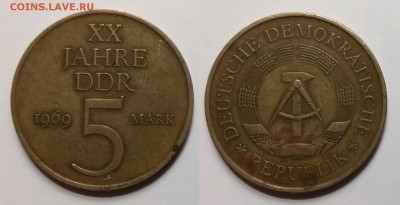 COINS.LAVE.RU
XX
JAHRE
DDR
1969 5 MARK
A
DEUTSCHE DEMOKRATISCHE
* REPUBLIK *